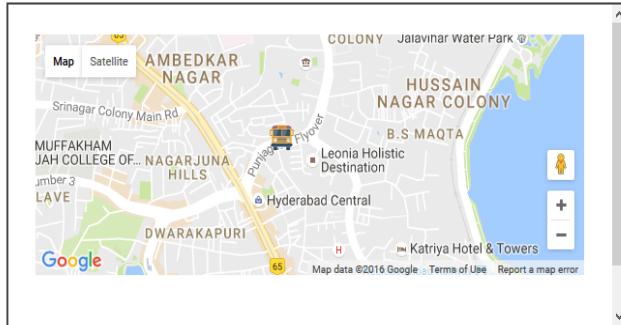 65
COLONY
Jalavihar Water Park
Map
Satellite
AMBEDKAR
NAGAR
HUSSAIN
NAGAR COLONY
Srinagar Colony Main Rd
B.S MAQTA
Flyover
MUFFAKHAM
JAH COLLEGE OF...
NAGARJUNA
HILLS
Leonia Holistic
Destination
umber 3
LAVE
Hyderabad Central
DWARAKAPURI
H
Katriya Hotel & Towers
+
−
Google
65
Map data ©2016 Google
Terms of Use
Report a map error